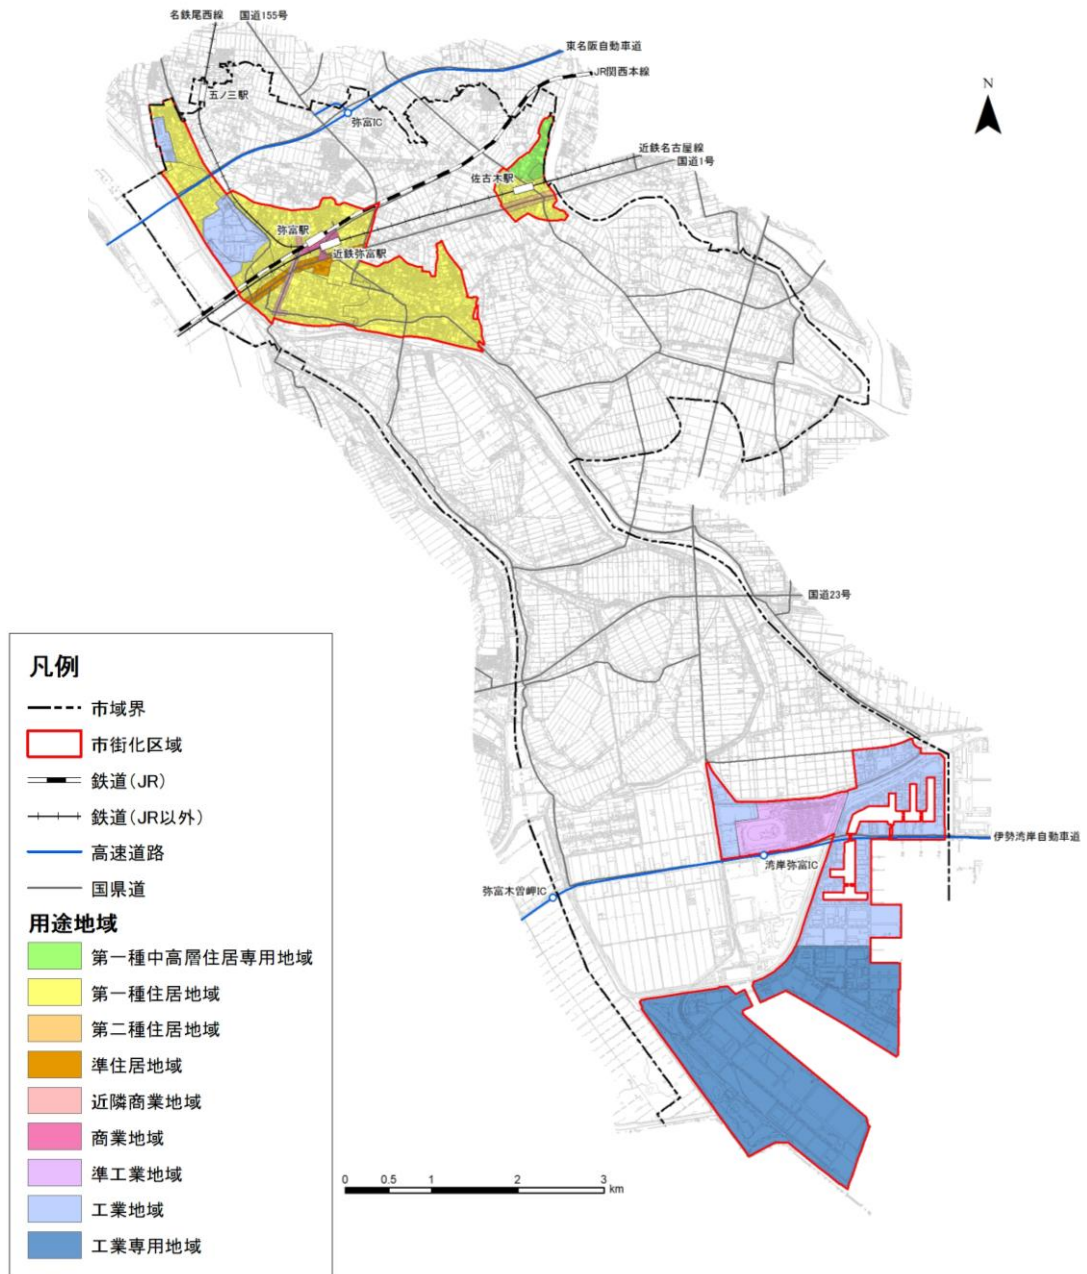 名鉄尾西線
国道155号
東名阪自動車道
JR関西本線
五ノ三駅
弥富IC
N
近鉄名古屋線
国道1号
佐古木駅
弥富駅
近鉄弥富駅
国道23号
伊勢湾岸自動車道
湾岸弥富IC
弥富木曽岬IC
凡例
市域界
市街化区域
鉄道(JR)
鉄道(JR以外)
高速道路
国県道
用途地域
第一種中高層住居専用地域
第一種住居地域
第二種住居地域
準住居地域
近隣商業地域
商業地域
準工業地域
工業地域
工業専用地域
0 0.5 1 2 3
km